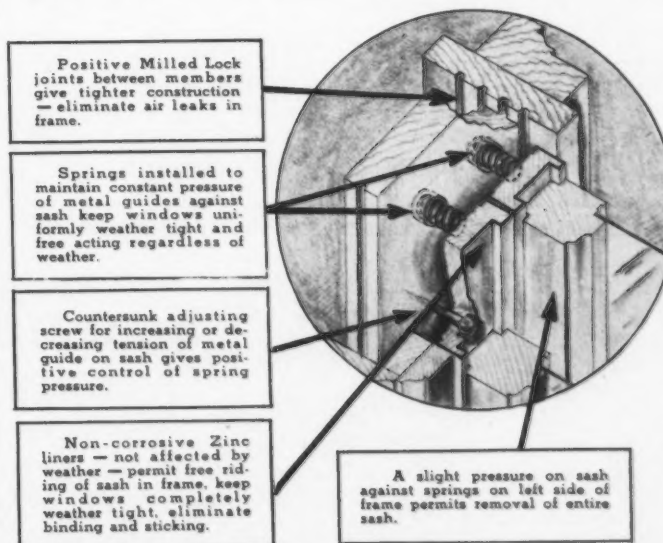 Positive Milled Lock
joints between members
give tighter construction
— eliminate air leaks in
frame.
Springs installed to
maintain constant pressure
of metal guides against
sash keep windows uni-
formly weather tight and
free acting regardless of
weather.
Countersunk adjusting
screw for increasing or de-
creasing tension of metal
guide on sash gives posi-
tive control of spring
pressure.
Non-corrosive Zinc
liners — not affected by
weather — permit free rid-
ing of sash in frame, keep
windows completely
weather tight, eliminate
binding and sticking.
A slight pressure on sash
against springs on left side of
frame permits removal of entire
sash.